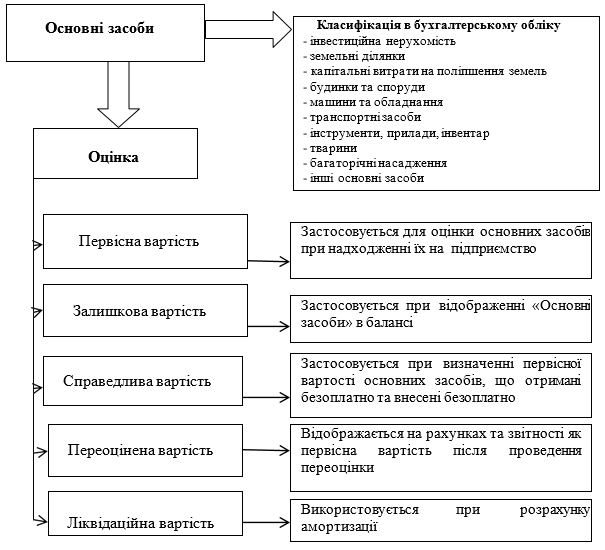 Основні засоби
Класифікація в бухгалтерському обліку
- інвестиційна нерухомість
- земельні ділянки
- капітальні витрати на поліпшення земель
- будинки та споруди
- машини та обладнання
- транспортні засоби
- інструменти, прилади, інвентар
- тварини
- багаторічні насадження
- інші основні засоби
Оцінка
Первісна вартість
Застосовується для оцінки основних засобів
при надходженні їх на підприємство
Залишкова вартість
Застосовується при відображенні «Основні
засоби» в балансі
Справедлива вартість
Застосовується при визначенні первісної
вартості основних засобів, що отримані
безоплатно та внесені безоплатно
Переоцінена вартість
Відображається на рахунках та звітності як
первісна вартість після проведення
переоцінки
Ліквідаційна вартість
Використовується при розрахунку
амортизації